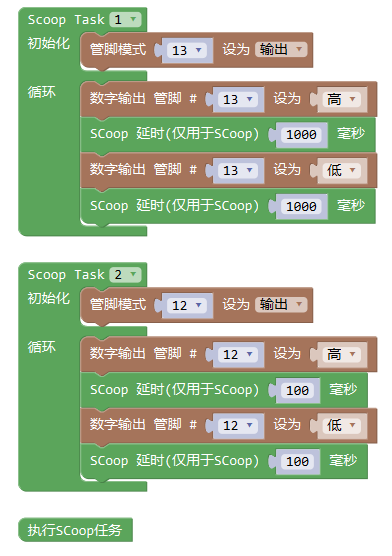 Scoop Task 1
初始化 管脚模式 13 设为 输出
循环 数字输出 管脚 # 13 设为 高
SCoop 延时(仅用于SCoop) 1000 毫秒
数字输出 管脚 # 13 设为 低
SCoop 延时(仅用于SCoop) 1000 毫秒
Scoop Task 2
初始化 管脚模式 12 设为 输出
循环 数字输出 管脚 # 12 设为 高
SCoop 延时(仅用于SCoop) 100 毫秒
数字输出 管脚 # 12 设为 低
SCoop 延时(仅用于SCoop) 100 毫秒
执行SCoop任务